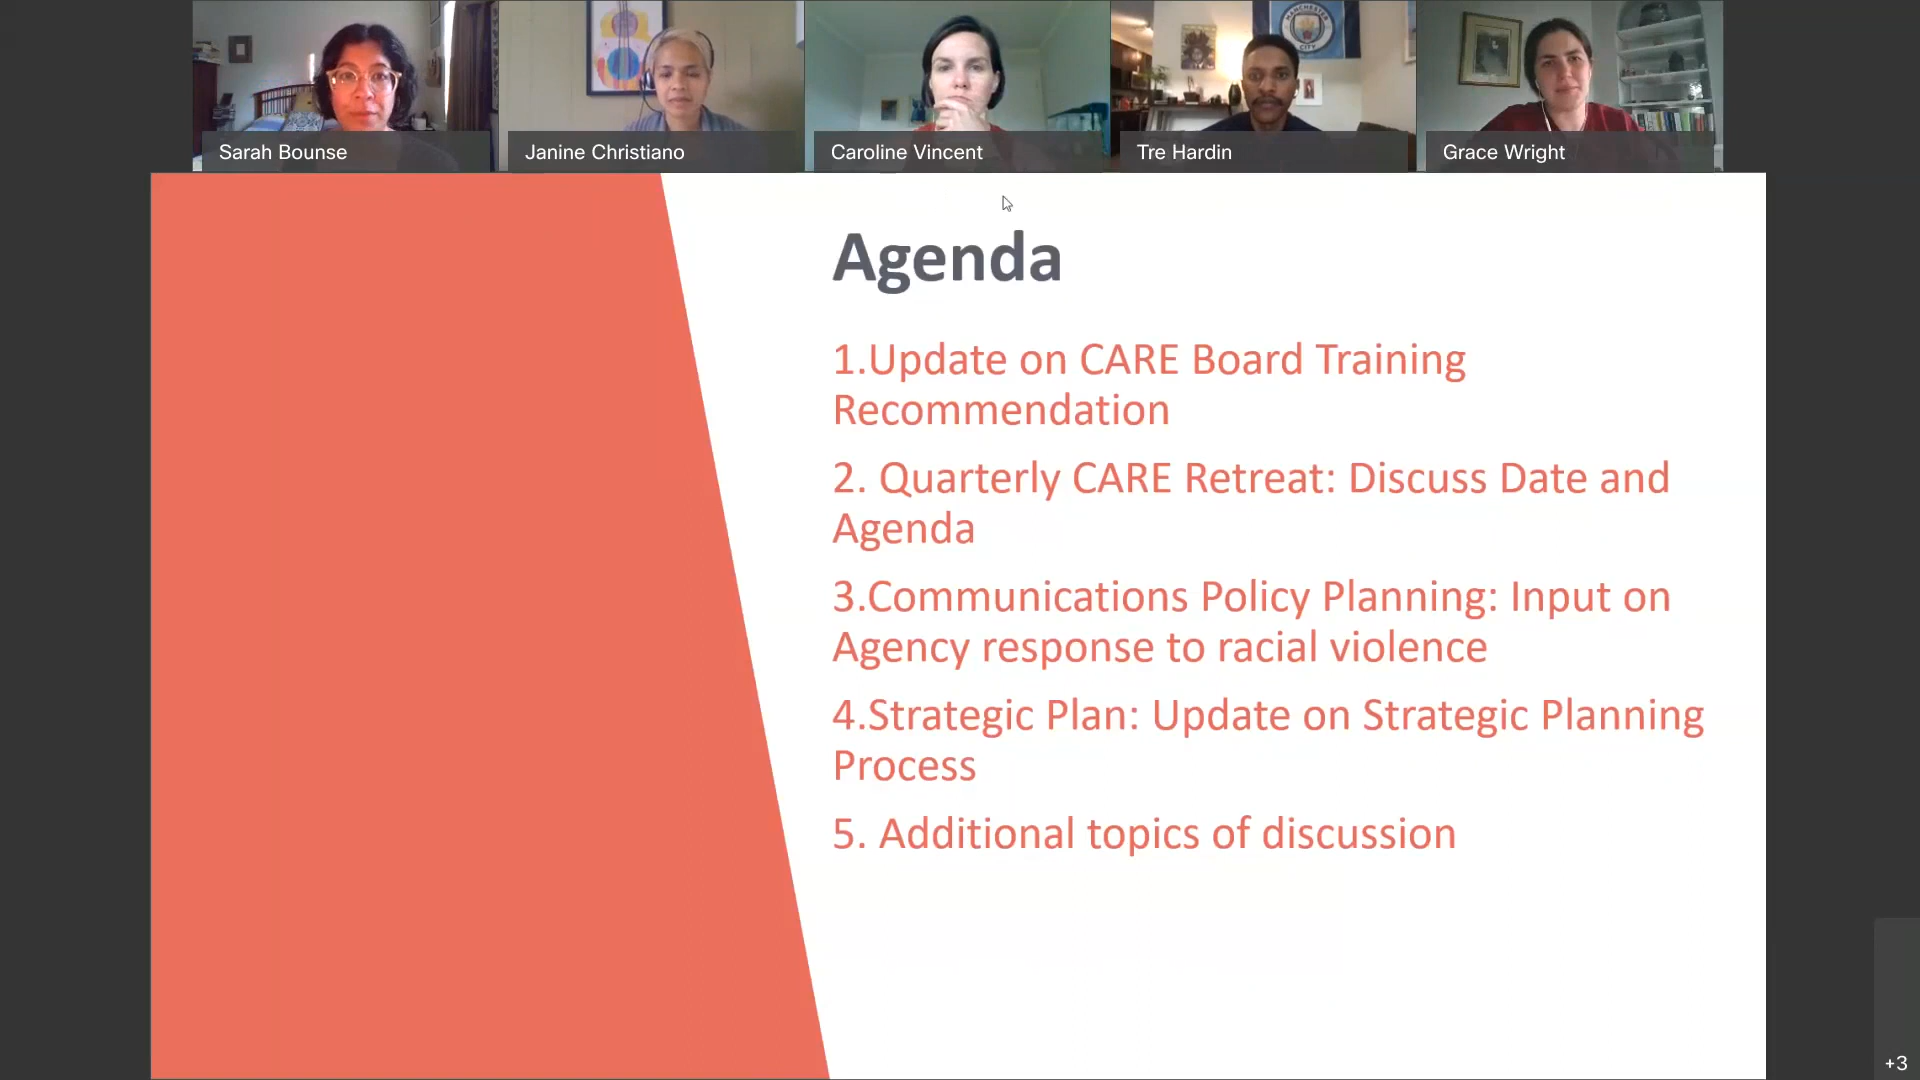 Sarah Bounse
Janine Christiano
Caroline Vincent
Tre Hardin
Grace Wright
MANCHESTER
CITY
Agenda
1.Update on CARE Board Training
Recommendation
2. Quarterly CARE Retreat: Discuss Date and
Agenda
3.Communications Policy Planning: Input on
Agency response to racial violence
4.Strategic Plan: Update on Strategic Planning
Process
5. Additional topics of discussion
+3